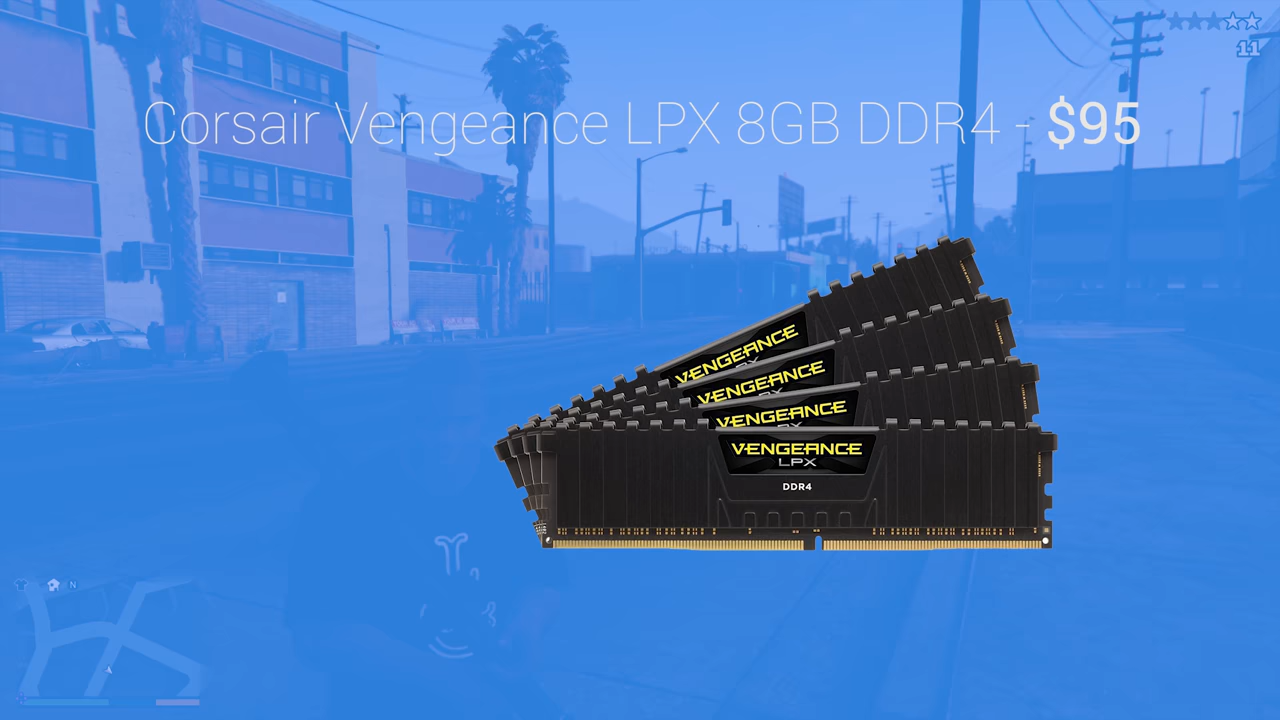 11
Corsair Vengeance LPX 8GB DDR4 - $95
VENGEANCE
VENGEANCE
VENGEANCE
VENGEANCE
LPX
DDR4
N